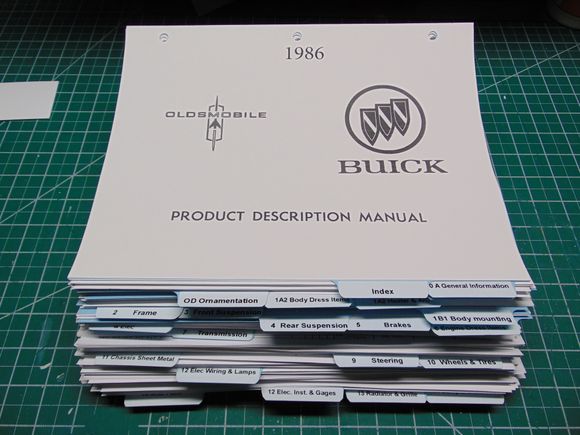 1986
OLDSMOBILE
BUICK
PRODUCT DESCRIPTION MANUAL
Index
0 A General Information
OD Ornamentation
1A2 Body Dress Items
2 Frame
3 Front Suspension
4 Rear Suspension
5 Brakes
1B1 Body mounting
7 Transmission
11 Chassis Sheet Metal
9 Steering
10 Wheels & Tires
12 Elec Wiring & Lamps
12 Elec. Inst. & Gages
13 Radiator & Grille